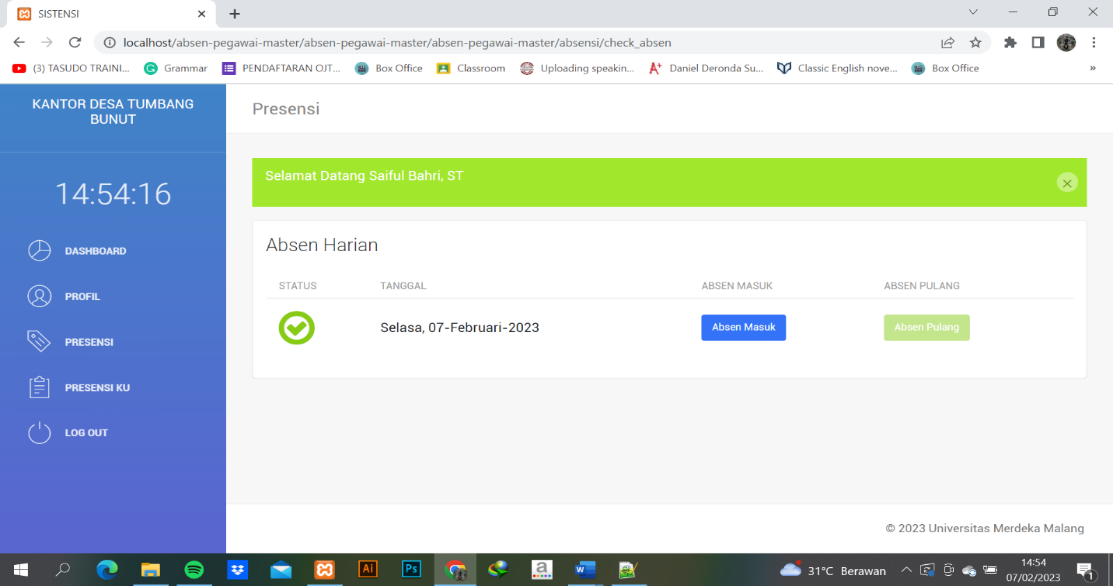 SISTENSI
localhost/absen-pegawai-master/absen-pegawai-master/absen-pegawai-master/absensi/check_absen
(3) TASUDO TRAINI... Grammar PENDAFTARAN OJT... Box Office Classroom Uploading speakin... Daniel Deronda Su... Classic English nove... Box Office »
KANTOR DESA TUMBANG
BUNUT
14:54:16
DASHBOARD
PROFIL
PRESENSI
PRESENSI KU
LOG OUT
Presensi
Selamat Datang Saiful Bahri, ST
Absen Harian
STATUS TANGGAL ABSEN MASUK ABSEN PULANG
Selasa, 07-Februari-2023 Absen Masuk Absen Pulang
© 2023 Universitas Merdeka Malang
Ai Ps a 31°C Berawan 14:54
07/02/2023 1